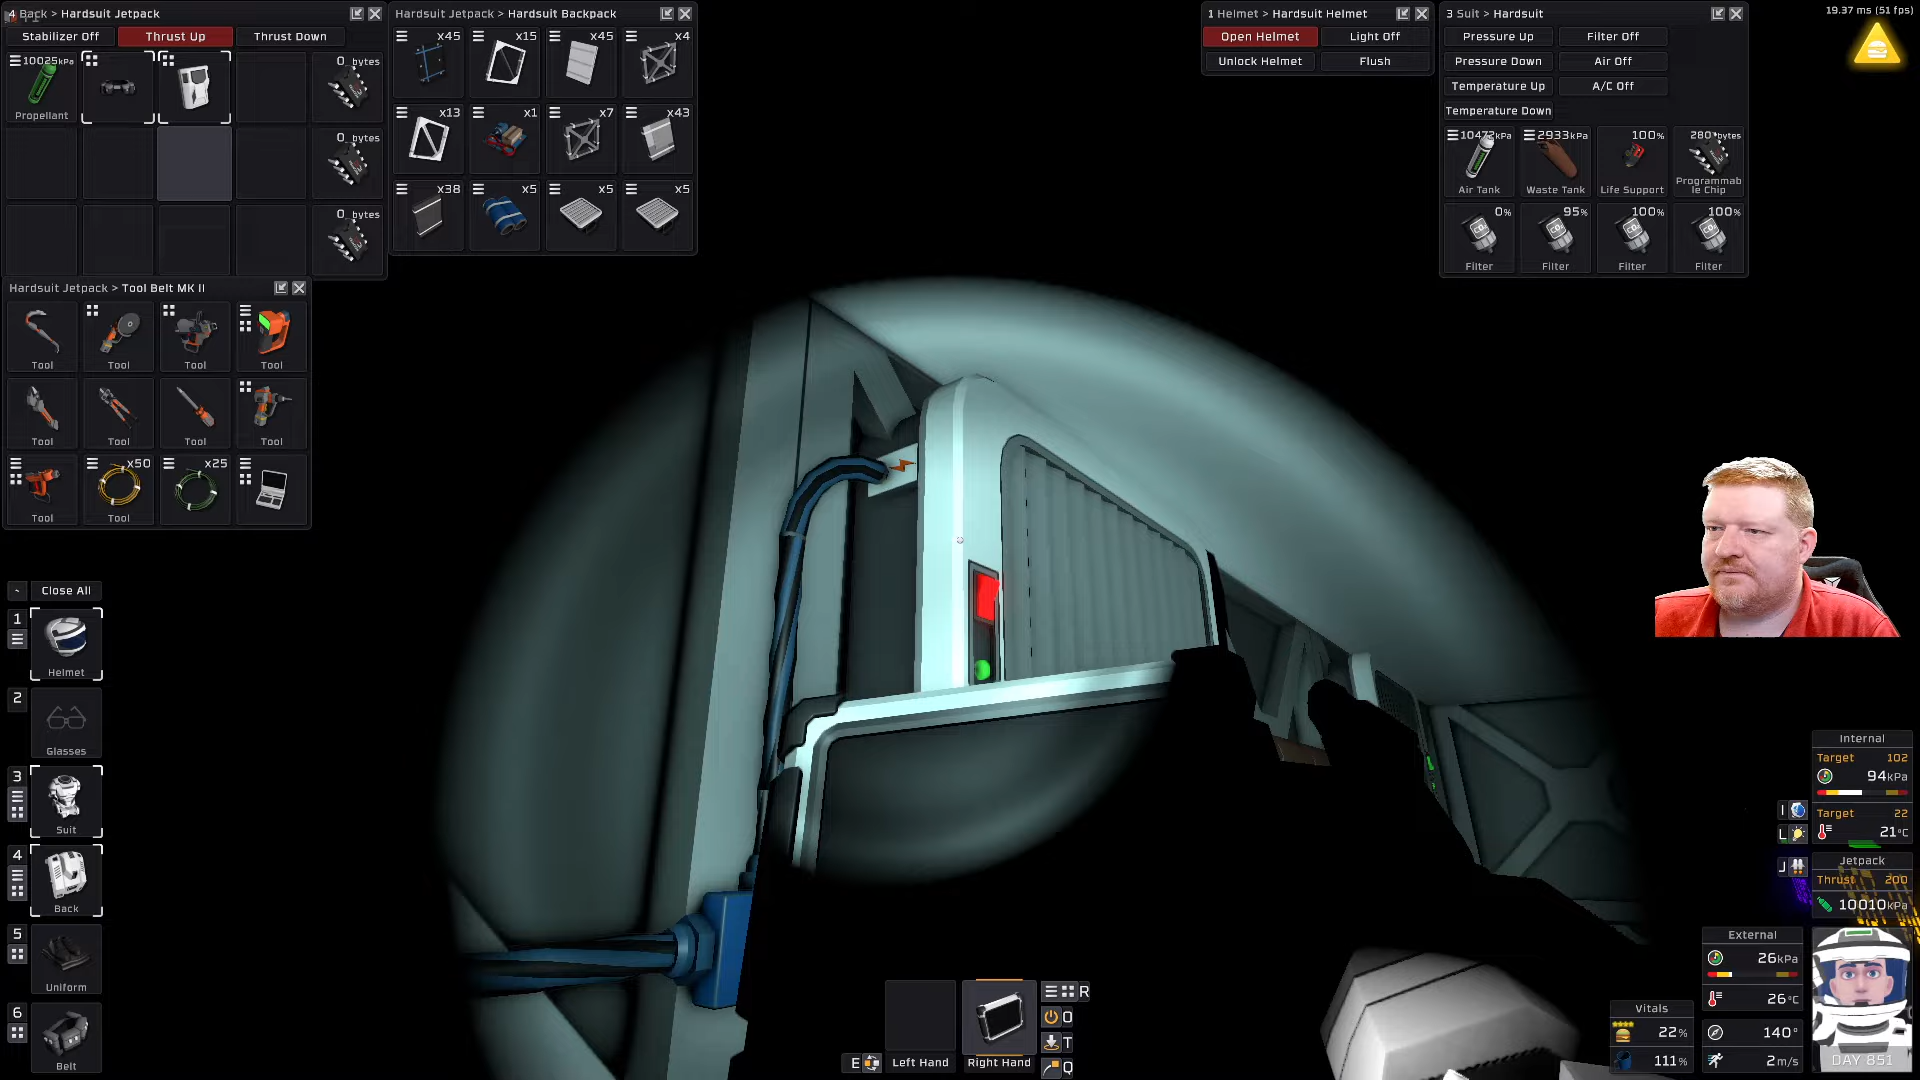 4 Back > Hardsuit Jetpack
Stabilizer Off
Thrust Up
Thrust Down
10025kPa
Propellant
0 bytes
0 bytes
0 bytes
Hardsuit Jetpack > Hardsuit Backpack
x45
x15
x45
x4
x13
x1
x7
x43
x38
x5
x5
x5
Hardsuit Jetpack > Tool Belt MK II
Tool
Tool
Tool
Tool
Tool
Tool
Tool
Tool
x50
x25
Tool
Tool
1 Helmet > Hardsuit Helmet
Open Helmet
Light Off
Unlock Helmet
Flush
3 Suit > Hardsuit
Pressure Up
Filter Off
Pressure Down
Air Off
Temperature Up
A/C Off
Temperature Down
10472kPa
2933kPa
100%
280 bytes
Air Tank
Waste Tank
Life Support
Programmab
le Chip
0%
95%
100%
100%
Filter
Filter
Filter
Filter
19.37 ms (51 fps)
~
Close All
1
Helmet
2
Glasses
3
Suit
4
Back
5
Uniform
6
Belt
E
Left Hand
Right Hand
R
O
T
Q
Internal
Target 102
94kPa
Target 22
21°C
I
L
J
Jetpack
Thrust 200
10010kPa
External
26kPa
26°C
140°
2m/s
Vitals
22%
111%
DAY 851